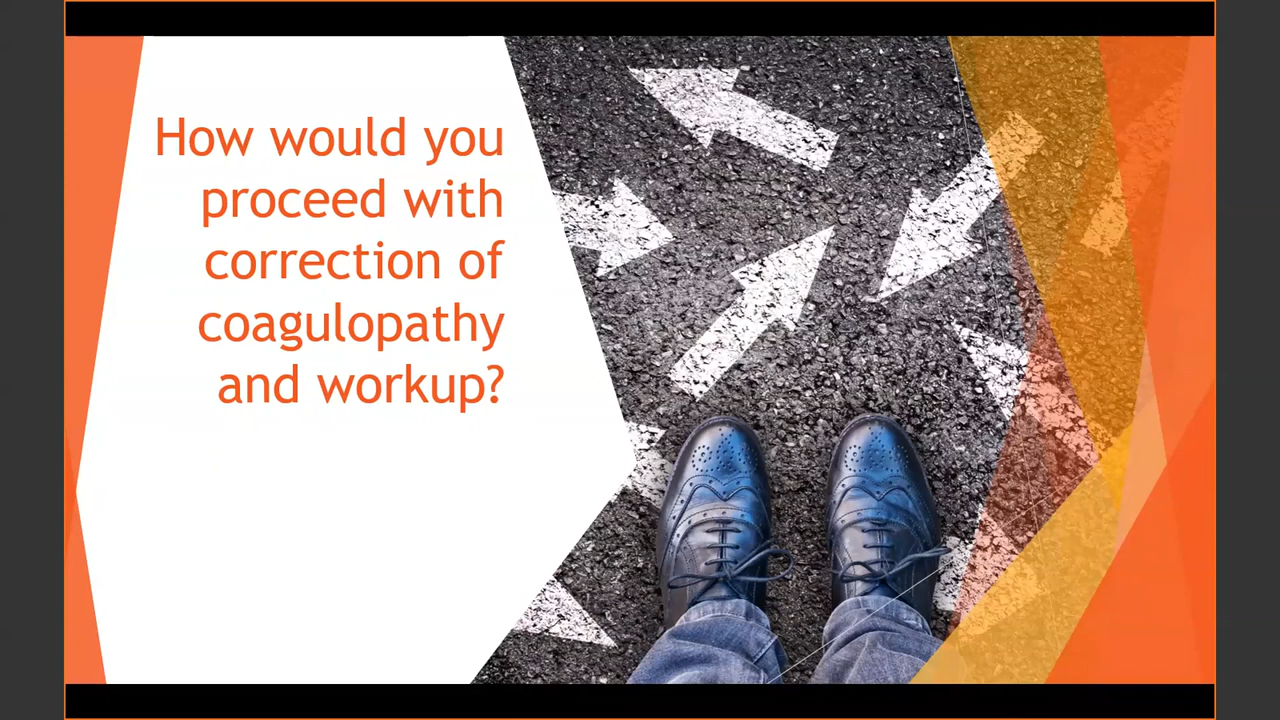 How would you
proceed with
correction of
coagulopathy
and workup?